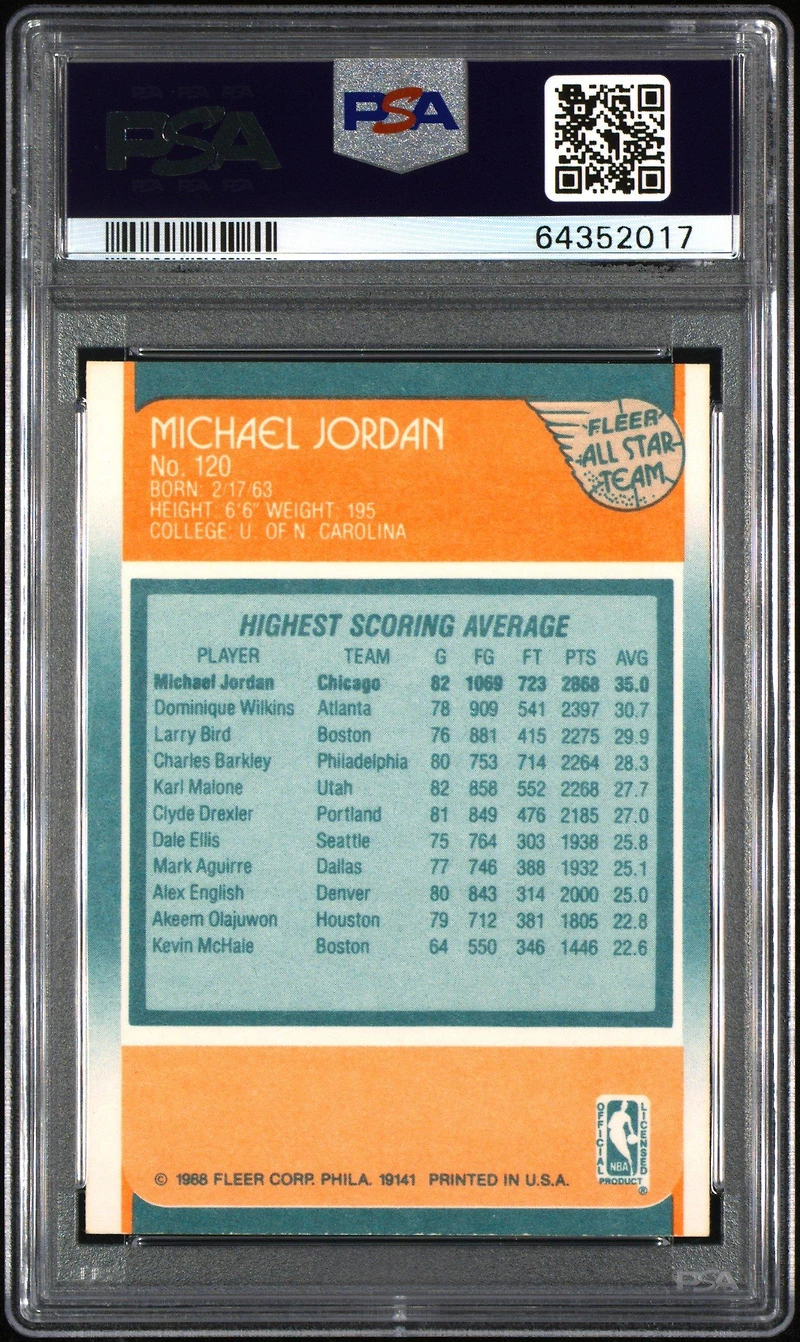 PSA PSA PSA
PSA
PSA PSA PSA
PSA
64352017
MICHAEL JORDAN
No. 120
BORN: 2/17/63
HEIGHT: 6'6" WEIGHT: 195
COLLEGE: U. OF N. CAROLINA
FLEER
ALL STAR
TEAM
HIGHEST SCORING AVERAGE
PLAYER TEAM G FG FT PTS AVG
Michael Jordan Chicago 82 1069 723 2868 35.0
Dominique Wilkins Atlanta 78 909 541 2397 30.7
Larry Bird Boston 76 881 415 2275 29.9
Charles Barkley Philadelphia 80 753 714 2264 28.3
Karl Malone Utah 82 858 552 2268 27.7
Clyde Drexler Portland 81 849 476 2185 27.0
Dale Ellis Seattle 75 764 303 1938 25.8
Mark Aguirre Dallas 77 746 388 1932 25.1
Alex English Denver 80 843 314 2000 25.0
Akeem Olajuwon Houston 79 712 381 1805 22.8
Kevin McHale Boston 64 550 346 1446 22.6
OFFICIAL LICENSED
NBA
PRODUCT
®
© 1988 FLEER CORP. PHILA. 19141 PRINTED IN U.S.A.
PSA